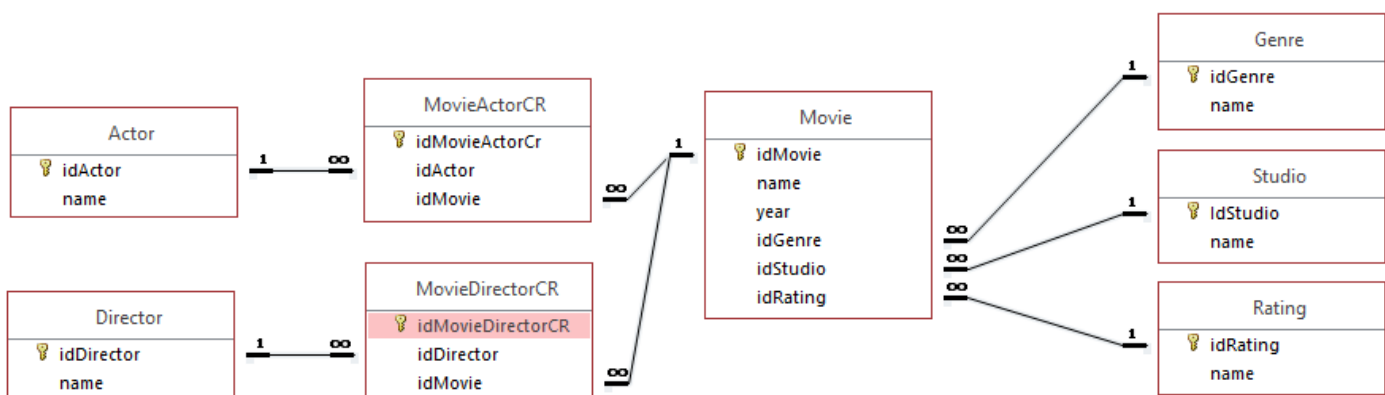 Actor
idActor
name
Director
idDirector
name
1
∞
1
∞
MovieActorCR
idMovieActorCr
idActor
idMovie
MovieDirectorCR
idMovieDirectorCR
idDirector
idMovie
∞
∞
1
Movie
idMovie
name
year
idGenre
idStudio
idRating
∞
∞
∞
1
1
1
Genre
idGenre
name
Studio
IdStudio
name
Rating
idRating
name